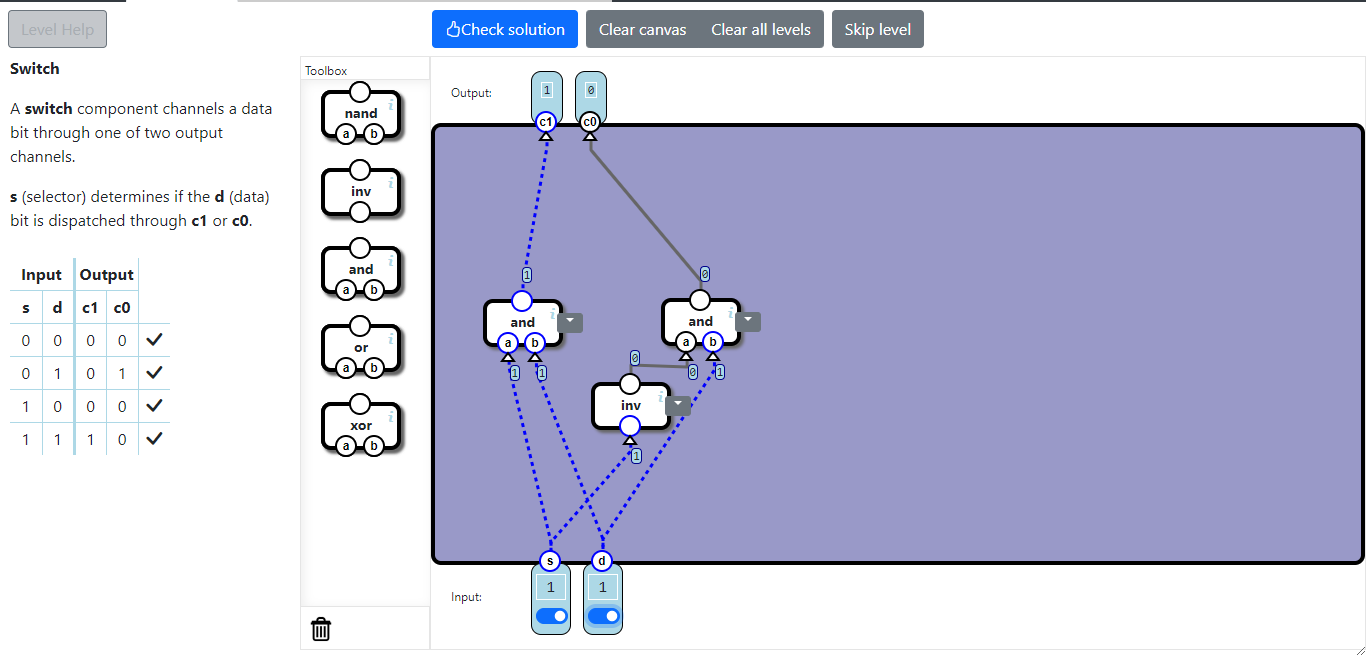 Level Help
Check solution
Clear canvas
Clear all levels
Skip level
Switch
A switch component channels a data
bit through one of two output
channels.
s (selector) determines if the d (data)
bit is dispatched through c1 or c0.
Input Output
s d c1 c0
0 0 0 0
0 1 0 1
1 0 0 0
1 1 1 0
Toolbox
nand
a b
inv
and
a b
or
a b
xor
a b
Output:
1 0
c1 c0
1 0
and and
a b a b
1 1 0 0 1
inv
1
s d
Input:
1 1